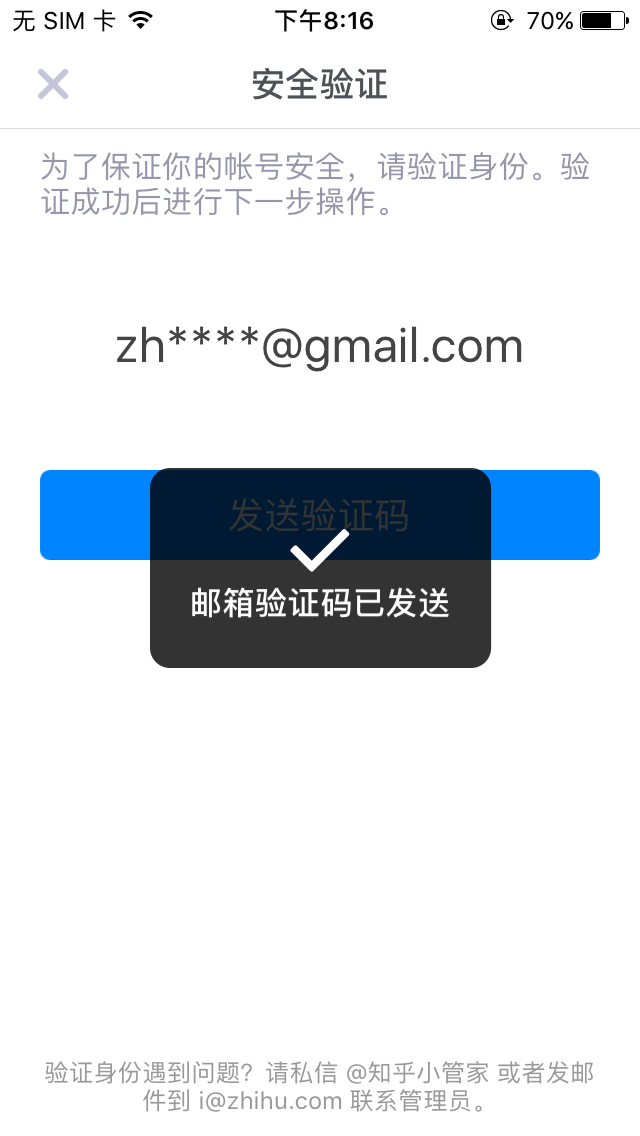 无 SIM 卡 下午8:16 70%
安全验证
为了保证你的帐号安全，请验证身份。验
证成功后进行下一步操作。
zh****@gmail.com
发送验证码
邮箱验证码已发送
验证身份遇到问题？请私信 @知乎小管家 或者发邮
件到 i@zhihu.com 联系管理员。